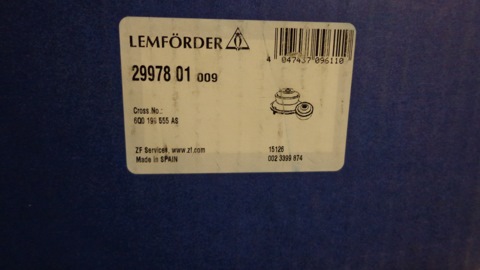 LEMFÖRDER
4 047437 096110
29978 01 009
Cross No.:
6Q0 199 555 AS
ZF Services, www.zf.com
Made in SPAIN
15126
002 3399 874